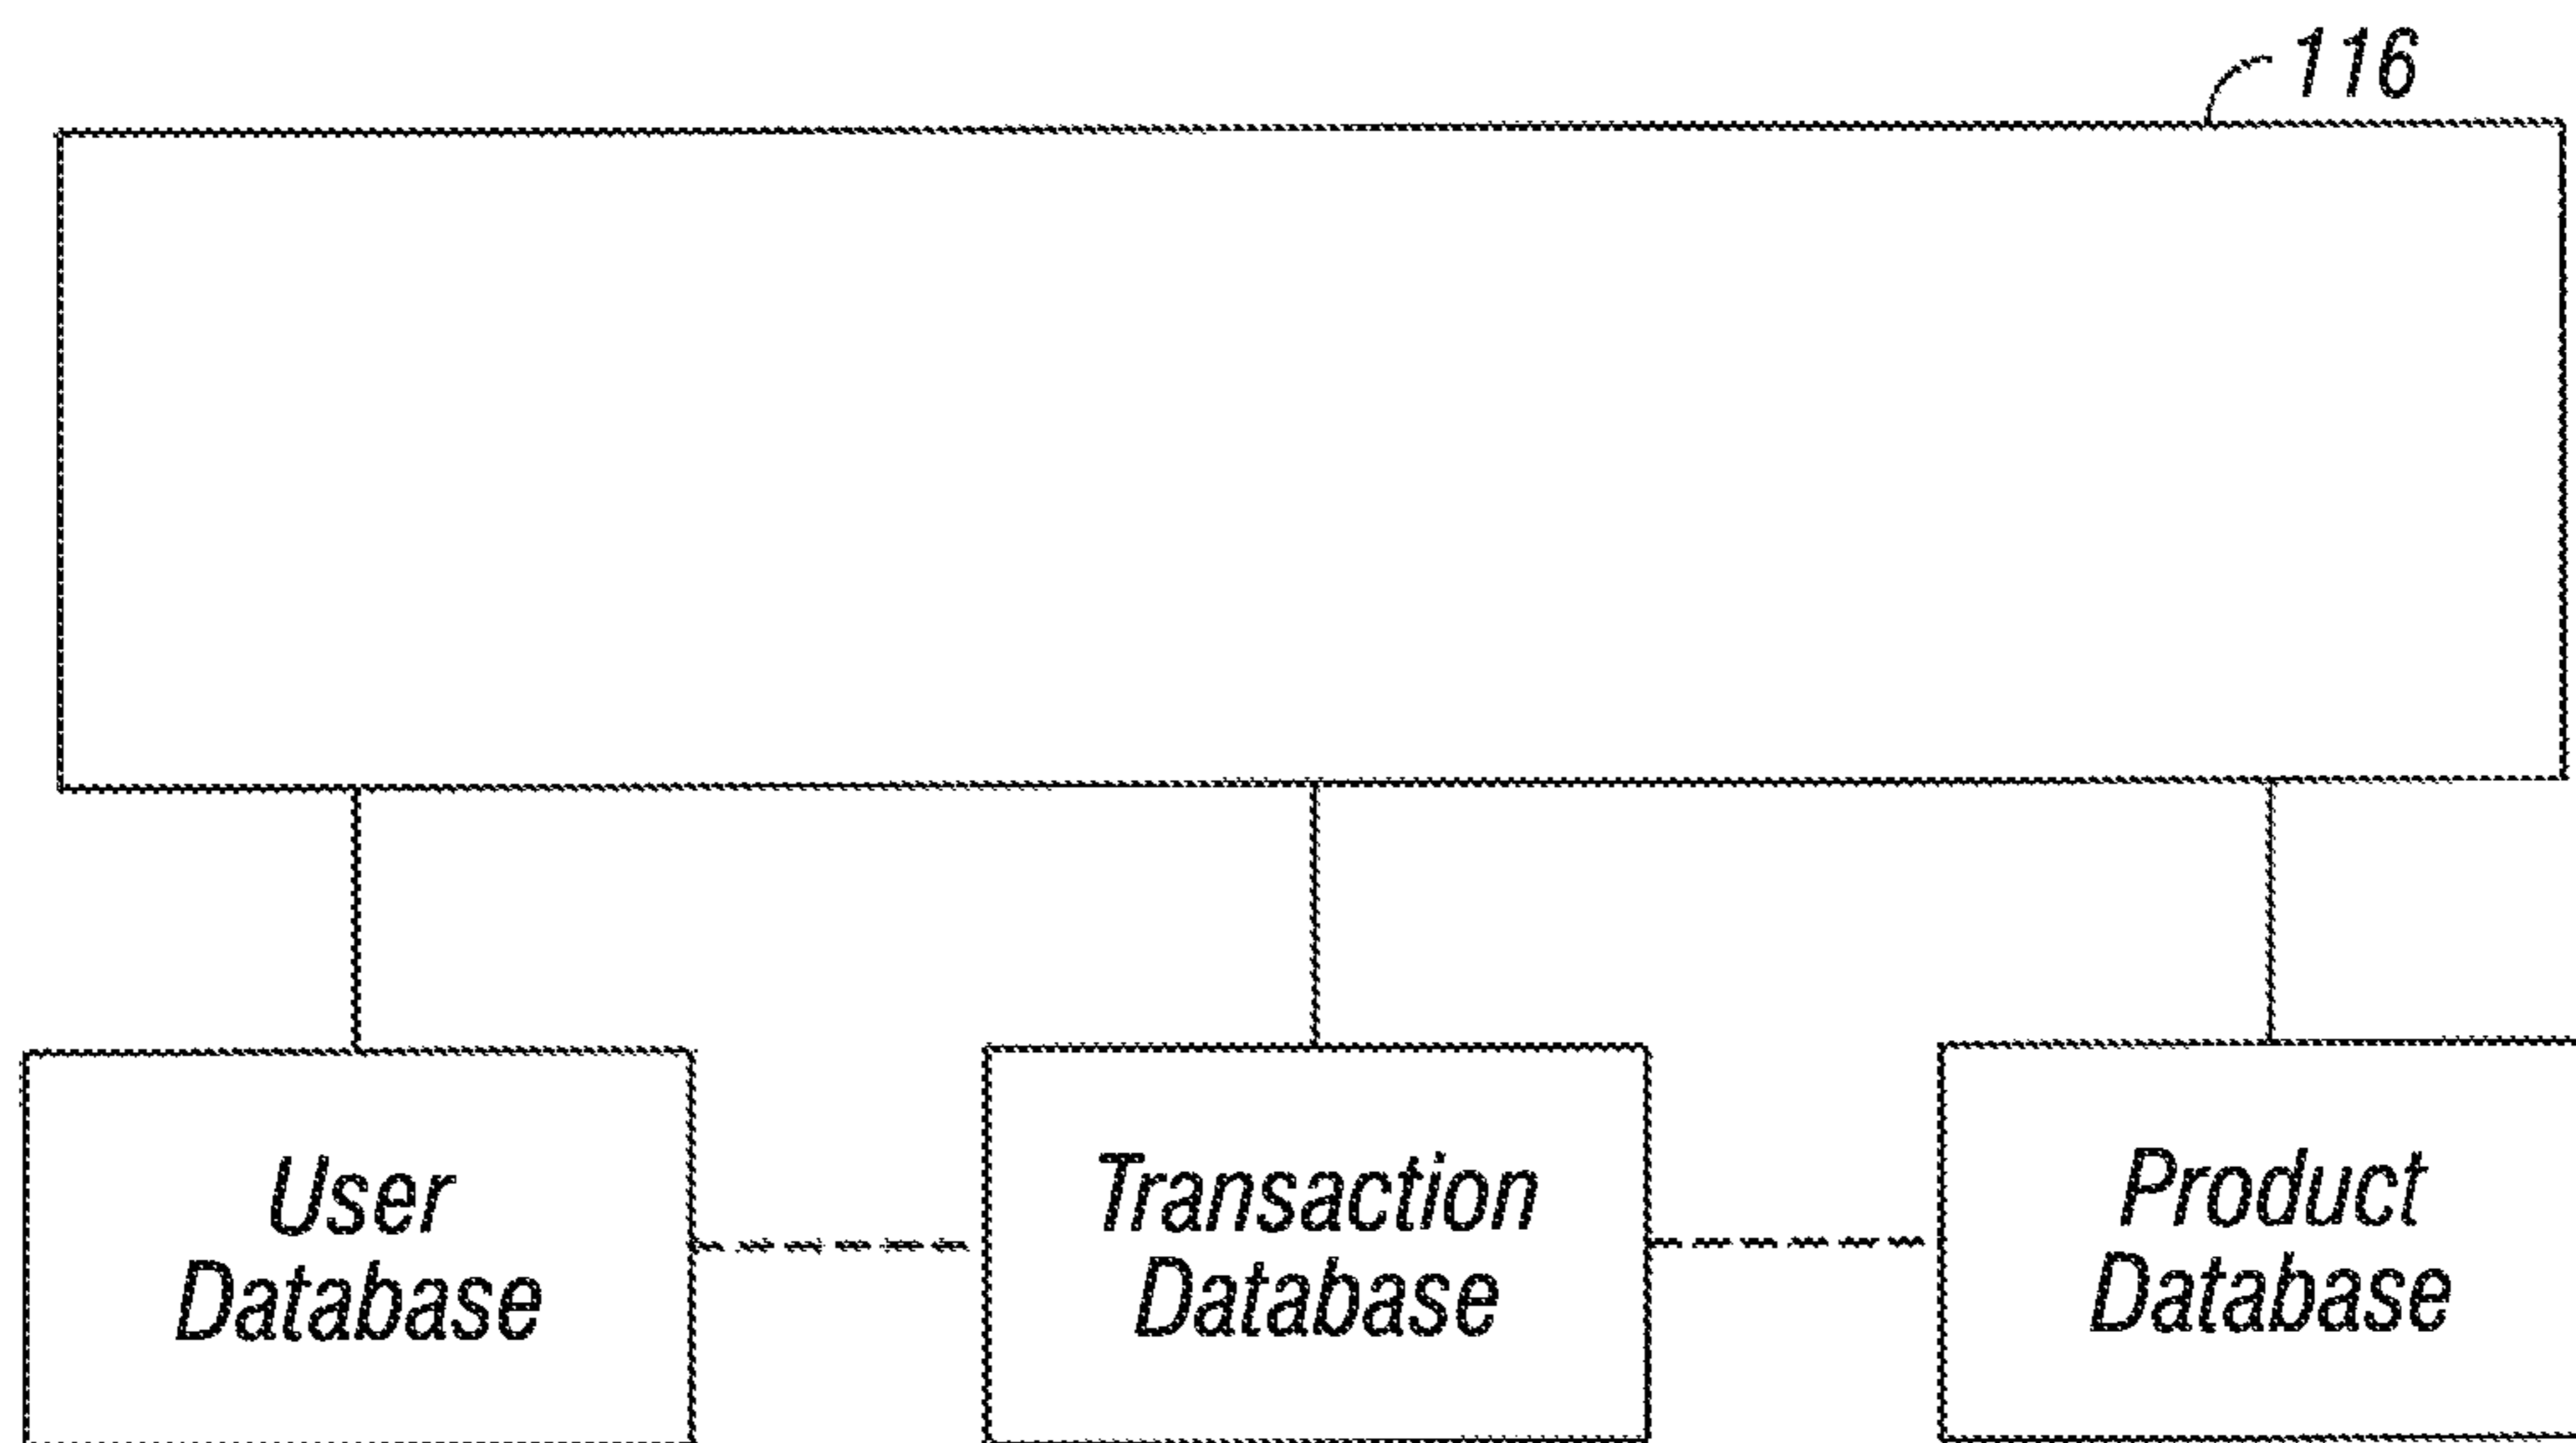 116
User
Database
Transaction
Database
Product
Database